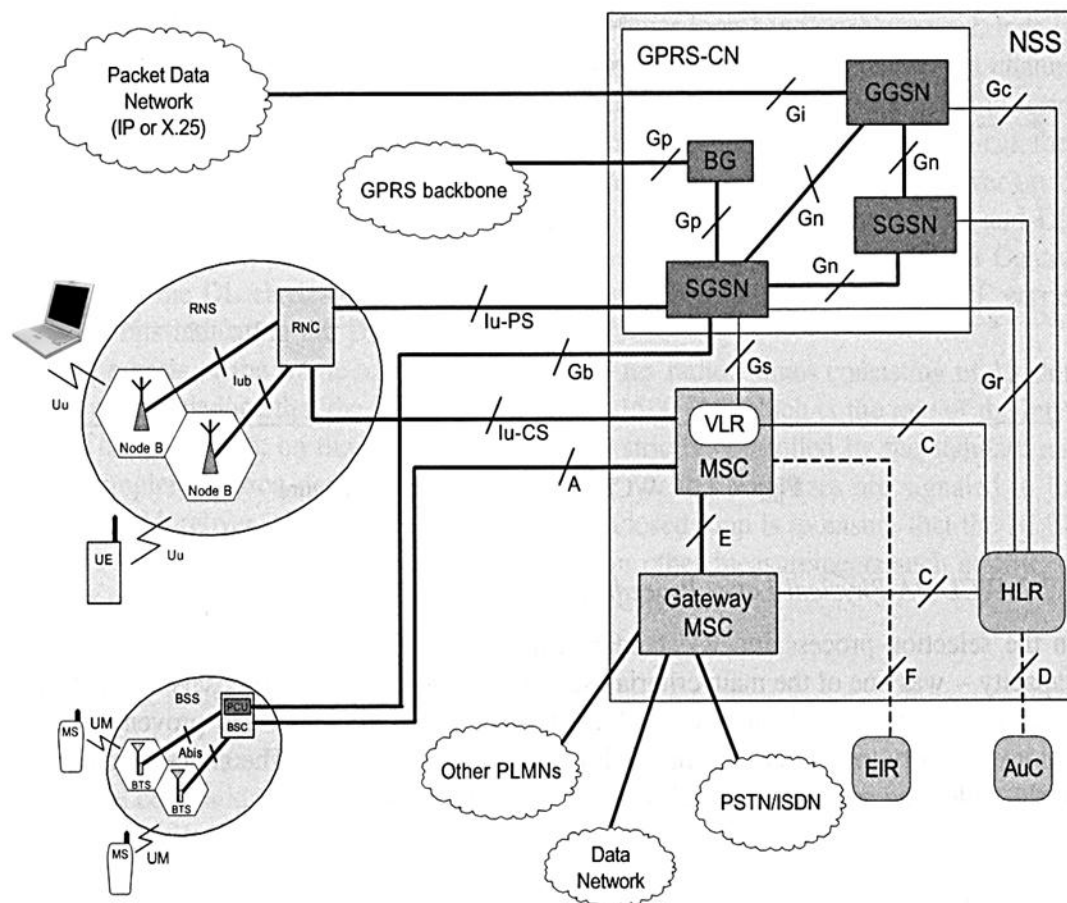 NSS
GPRS-CN
Packet Data
Network
(IP or X.25)
GGSN
Gc
Gi
Gp
BG
Gn
GPRS backbone
Gp
Gn
SGSN
Gn
SGSN
RNS
RNC
Iu-PS
Iub
Gb
Gs
Gr
Uu
Node B
Node B
Iu-CS
VLR
MSC
C
A
E
UE
Uu
Gateway
MSC
C
HLR
F
D
BSS
PCU
BSC
MS
UM
Abis
BTS
BTS
MS
UM
Other PLMNs
PSTN/ISDN
EIR
AuC
Data
Network